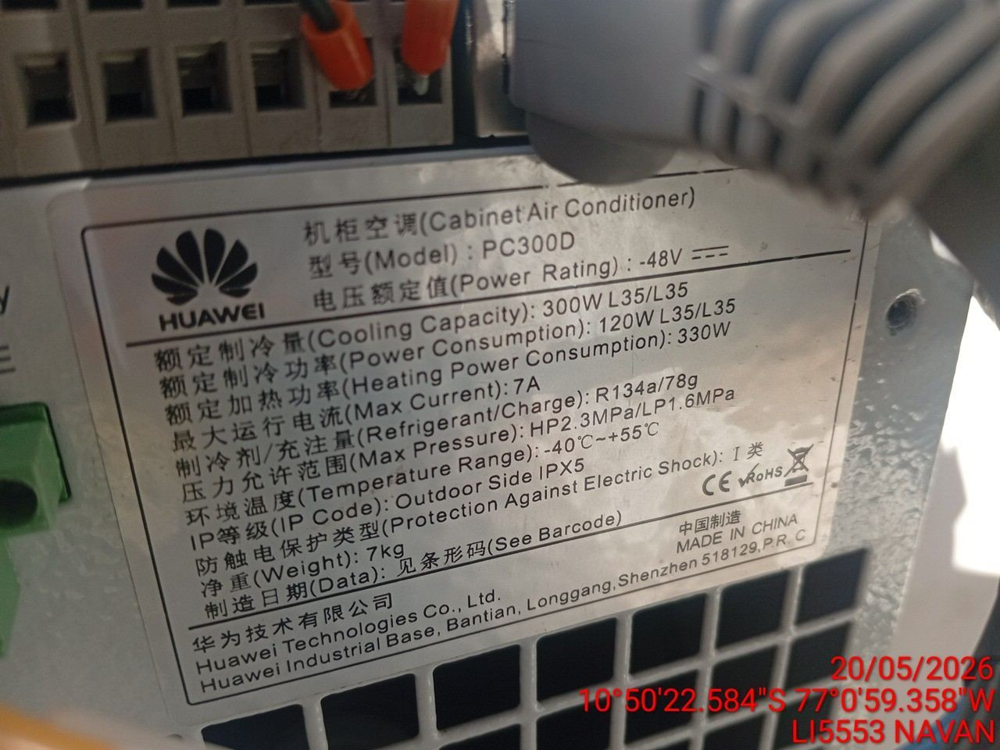 HUAWEI
机柜空调(Cabinet Air Conditioner)
型号(Model) : PC300D
电压额定值(Power Rating) : -48V
额定制冷量(Cooling Capacity): 300W L35/L35
额定制冷功率(Power Consumption): 120W L35/L35
额定加热功率(Heating Power Consumption): 330W
最大运行电流(Max Current): 7A
制冷剂/充注量(Refrigerant/Charge): R134a/78g
压力允许范围(Max Pressure): HP2.3MPa/LP1.6MPa
环境温度(Temperature Range): -40℃~+55℃
IP等级(IP Code): Outdoor Side IPX5
防触电保护类型(Protection Against Electric Shock): I 类
净重(Weight): 7kg
制造日期(Data): 见条形码(See Barcode)
CE RoHS
中国制造
MADE IN CHINA
华为技术有限公司
Huawei Technologies Co., Ltd.
Huawei Industrial Base, Bantian, Longgang,Shenzhen 518129,P.R. C
20/05/2026
10°50'22.584"S 77°0'59.358"W
LI5553 NAVAN